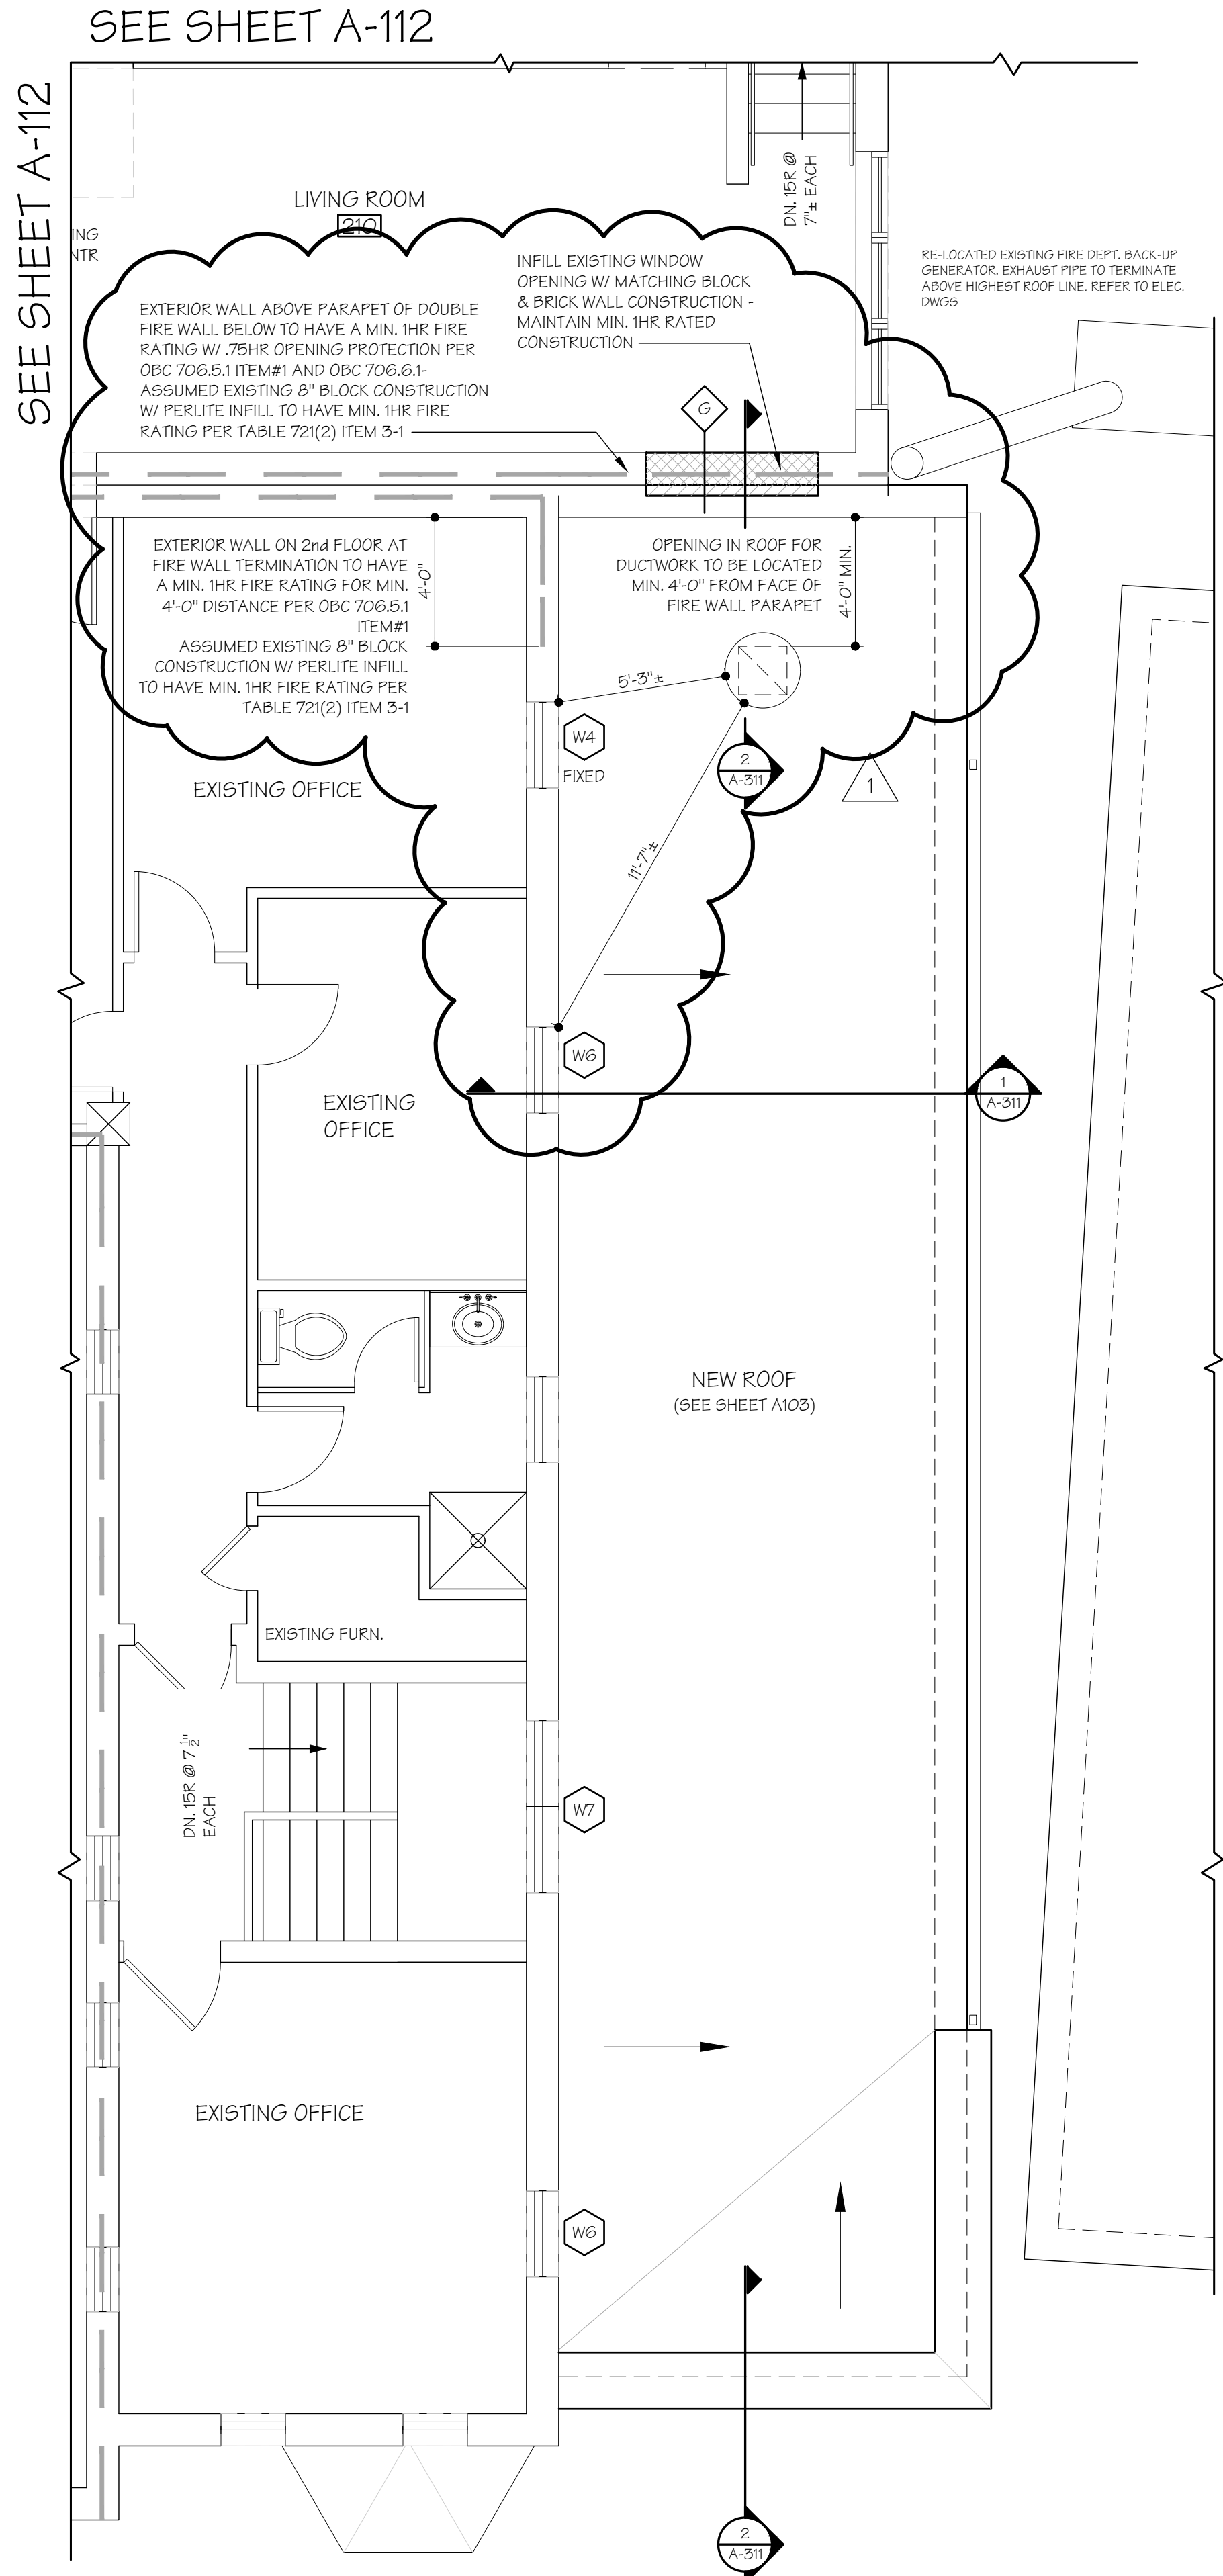 SEE SHEET A-112
SEE SHEET A-112
LIVING ROOM
210
ING
NTR
DN. 15R @
7"± EACH
RE-LOCATED EXISTING FIRE DEPT. BACK-UP
GENERATOR. EXHAUST PIPE TO TERMINATE
ABOVE HIGHEST ROOF LINE. REFER TO ELEC.
DWGS
INFILL EXISTING WINDOW
OPENING W/ MATCHING BLOCK
& BRICK WALL CONSTRUCTION -
MAINTAIN MIN. 1HR RATED
CONSTRUCTION
EXTERIOR WALL ABOVE PARAPET OF DOUBLE
FIRE WALL BELOW TO HAVE A MIN. 1HR FIRE
RATING W/ .75HR OPENING PROTECTION PER
OBC 706.5.1 ITEM#1 AND OBC 706.6.1-
ASSUMED EXISTING 8" BLOCK CONSTRUCTION
W/ PERLITE INFILL TO HAVE MIN. 1HR FIRE
RATING PER TABLE 721(2) ITEM 3-1
G
EXTERIOR WALL ON 2nd FLOOR AT
FIRE WALL TERMINATION TO HAVE
A MIN. 1HR FIRE RATING FOR MIN.
4'-0" DISTANCE PER OBC 706.5.1
ITEM#1
ASSUMED EXISTING 8" BLOCK
CONSTRUCTION W/ PERLITE INFILL
TO HAVE MIN. 1HR FIRE RATING PER
TABLE 721(2) ITEM 3-1
4'-0"
OPENING IN ROOF FOR
DUCTWORK TO BE LOCATED
MIN. 4'-0" FROM FACE OF
FIRE WALL PARAPET
4'-0" MIN.
5'-3"±
W4
FIXED
2
A-311
1
EXISTING OFFICE
11'-7"±
W6
1
A-311
EXISTING
OFFICE
NEW ROOF
(SEE SHEET A103)
EXISTING FURN.
DN. 15R @ 7 1/2"
EACH
W7
EXISTING OFFICE
W6
2
A-311